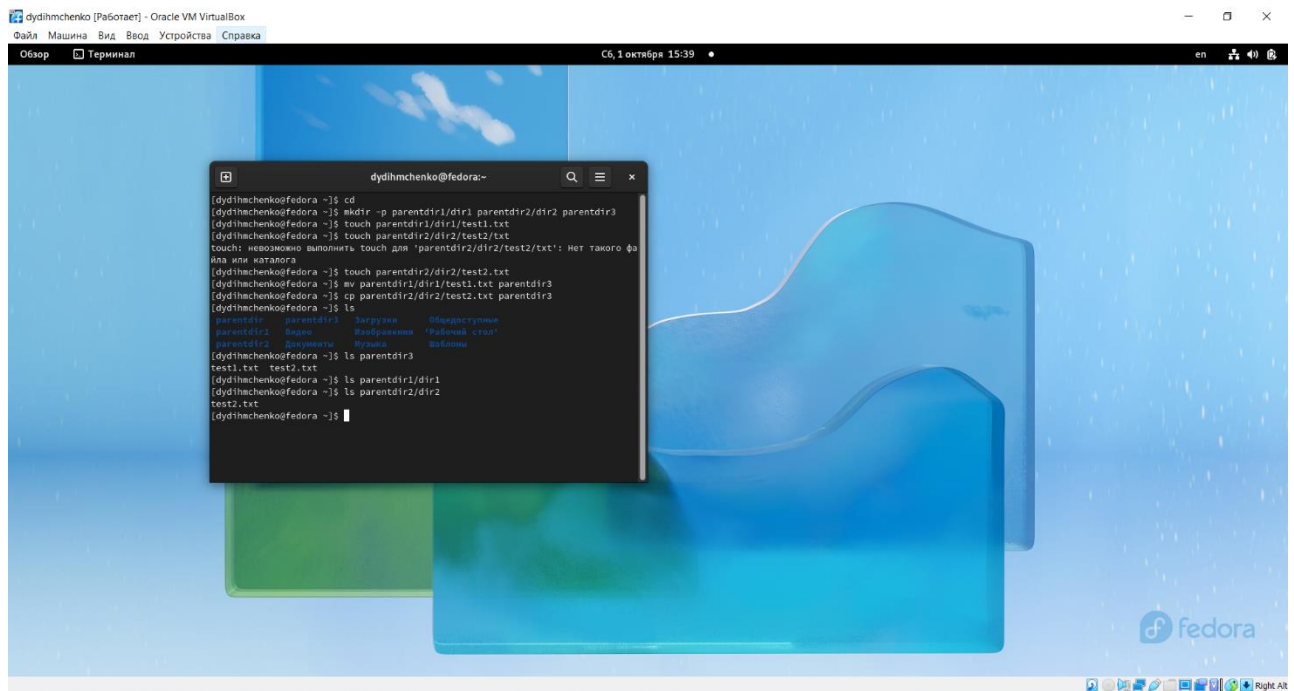 dydihmchenko [Работает] - Oracle VM VirtualBox
Файл Машина Вид Ввод Устройства Справка
Обзор Терминал Сб, 1 октября 15:39 en
dydihmchenko@fedora:~
[dydihmchenko@fedora ~]$ cd
[dydihmchenko@fedora ~]$ mkdir -p parentdir1/dir1 parentdir2/dir2 parentdir3
[dydihmchenko@fedora ~]$ touch parentdir1/dir1/test1.txt
[dydihmchenko@fedora ~]$ touch parentdir2/dir2/test2/txt
touch: невозможно выполнить touch для 'parentdir2/dir2/test2/txt': Нет такого фа
йла или каталога
[dydihmchenko@fedora ~]$ touch parentdir2/dir2/test2.txt
[dydihmchenko@fedora ~]$ mv parentdir1/dir1/test1.txt parentdir3
[dydihmchenko@fedora ~]$ cp parentdir2/dir2/test2.txt parentdir3
[dydihmchenko@fedora ~]$ ls
parentdir parentdir3 Загрузки Общедоступные
parentdir1 Видео Изображения 'Рабочий стол'
parentdir2 Документы Музыка Шаблоны
[dydihmchenko@fedora ~]$ ls parentdir3
test1.txt test2.txt
[dydihmchenko@fedora ~]$ ls parentdir1/dir1
[dydihmchenko@fedora ~]$ ls parentdir2/dir2
test2.txt
[dydihmchenko@fedora ~]$
fedora
Right Alt